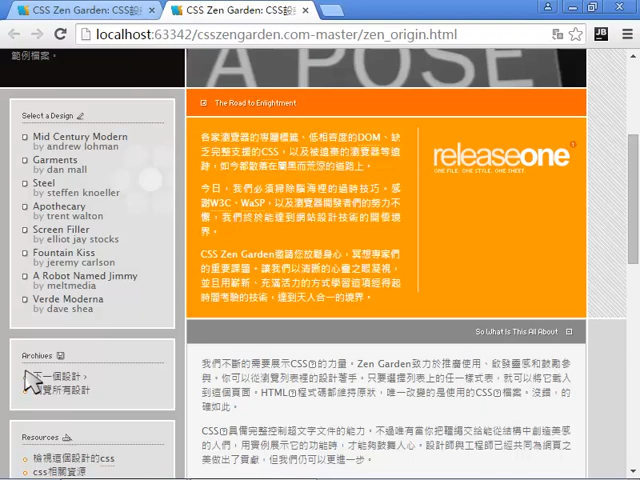 CSS Zen Garden: CSS設
CSS Zen Garden: CSS設
localhost:63342/csszengarden.com-master/zen_origin.html
範例檔案。
A POSE
Select a Design
Mid Century Modern
by andrew lohman
Garments
by dan mall
Steel
by steffen knoeller
Apothecary
by trent walton
Screen Filler
by elliot jay stocks
Fountain Kiss
by jeremy carlson
A Robot Named Jimmy
by meltmedia
Verde Moderna
by dave shea
Archives
下一個設計 ›
覽所有設計
Resources
檢視這個設計的css
css相關資源
The Road to Enlightment
各家瀏覽器的專屬標籤、低相容度的DOM、缺
乏完整支援的CSS，以及被遺棄的瀏覽器等遺
跡，如今都散落在闇黑而荒涼的道路上。
今日，我們必須掃除腦海裡的過時技巧。感
謝W3C、WaSP，以及瀏覽器開發者們的努力不
懈，我們終於能達到網站設計技術的開悟境
界。
CSS Zen Garden邀請您放鬆身心，冥想專家們
的重要課題。讓我們以清晰的心靈之眼凝視，
並且用嶄新、充滿活力的方式學習這項經得起
時間考驗的技術，達到天人合一的境界。
releaseone
ONE FILE. ONE STYLE. ONE SHEET.
So What Is This All About
我們不斷的需要展示CSS的力量。Zen Garden致力於推廣使用、啟發靈感和鼓勵參
與。你可以從瀏覽列表裡的設計著手，只要選擇列表上的任一樣式表，就可以將它載入
到這個頁面。HTML程式碼都維持原狀，唯一改變的是使用的CSS檔案。沒錯，的
確如此。
CSS具備完整控制超文字文件的能力。不過唯有當你把韁繩交給能從結構中創造美感
的人們，用實例展示它的功能時，才能夠鼓舞人心。設計師與工程師已經共同為網頁之
美做出了貢獻，但我們仍可以更進一步。